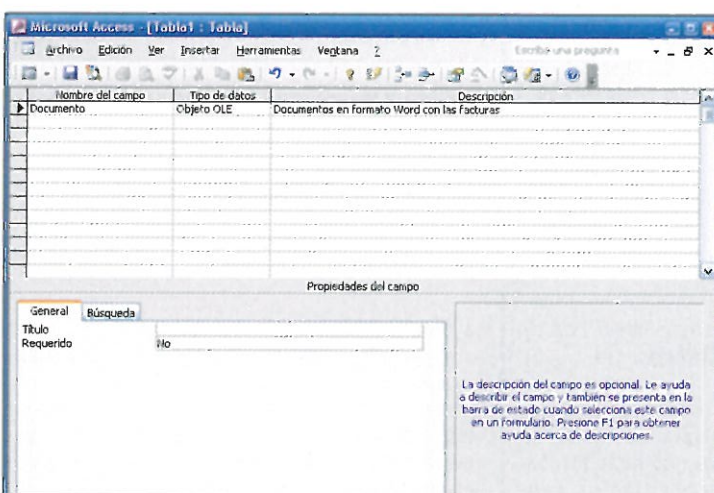 Microsoft Access - [Tabla1 : Tabla]
Archivo Edición Ver Insertar Herramientas Ventana ? Escriba una pregunta
Nombre del campo Tipo de datos Descripción
Documento Objeto OLE Documentos en formato Word con las facturas
Propiedades del campo
General Búsqueda
Título
Requerido No
La descripción del campo es opcional. Le ayuda
a describir el campo y también se presenta en la
barra de estado cuando selecciona este campo
en un formulario. Presione F1 para obtener
ayuda acerca de descripciones.